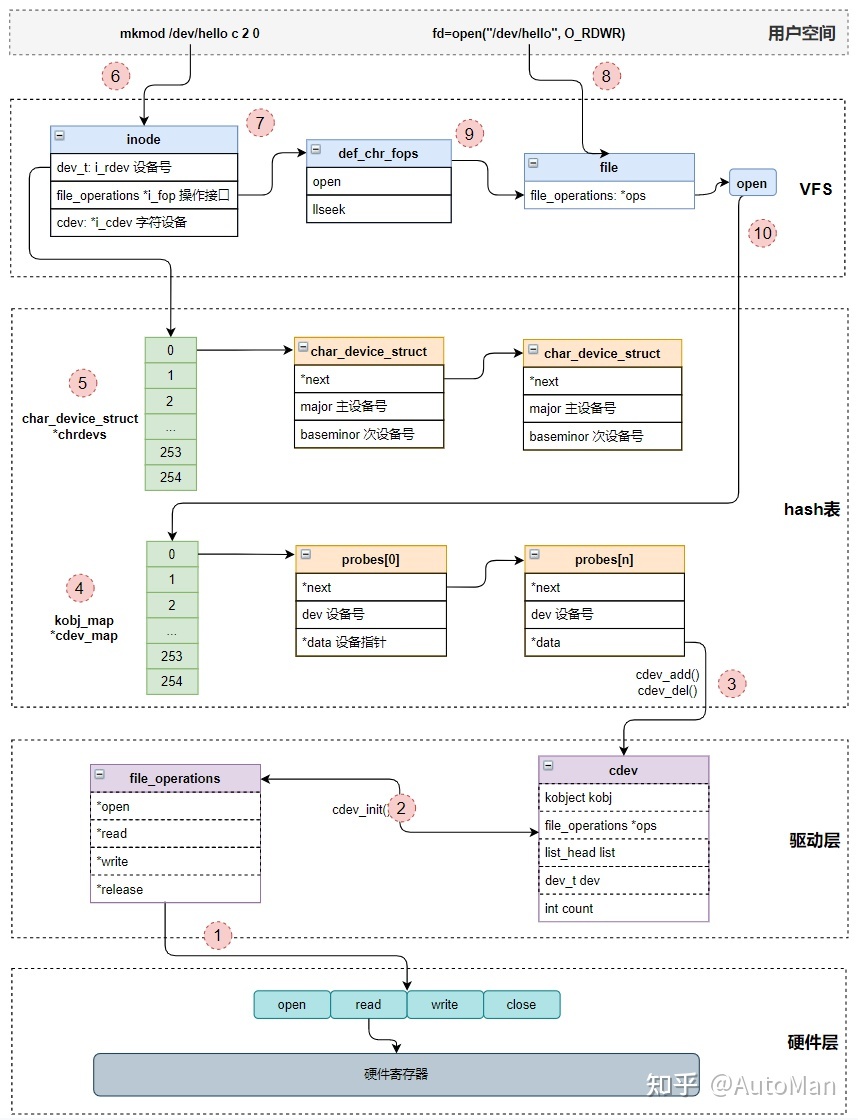 mkmod /dev/hello c 2 0
fd=open("/dev/hello", O_RDWR)
用户空间
6
8
7
9
inode
dev_t: i_rdev 设备号
file_operations *i_fop 操作接口
cdev: *i_cdev 字符设备
def_chr_fops
open
llseek
file
file_operations: *ops
open
VFS
10
5
char_device_struct
*chrdevs
0
1
2
...
253
254
char_device_struct
*next
major 主设备号
baseminor 次设备号
char_device_struct
*next
major 主设备号
baseminor 次设备号
hash表
4
kobj_map
*cdev_map
0
1
2
...
253
254
probes[0]
*next
dev 设备号
*data 设备指针
probes[n]
*next
dev 设备号
*data
cdev_add()
cdev_del()
3
file_operations
*open
*read
*write
*release
cdev_init()
2
cdev
kobject kobj
file_operations *ops
list_head list
dev_t dev
int count
驱动层
1
open
read
write
close
硬件寄存器
硬件层
知乎 @AutoMan